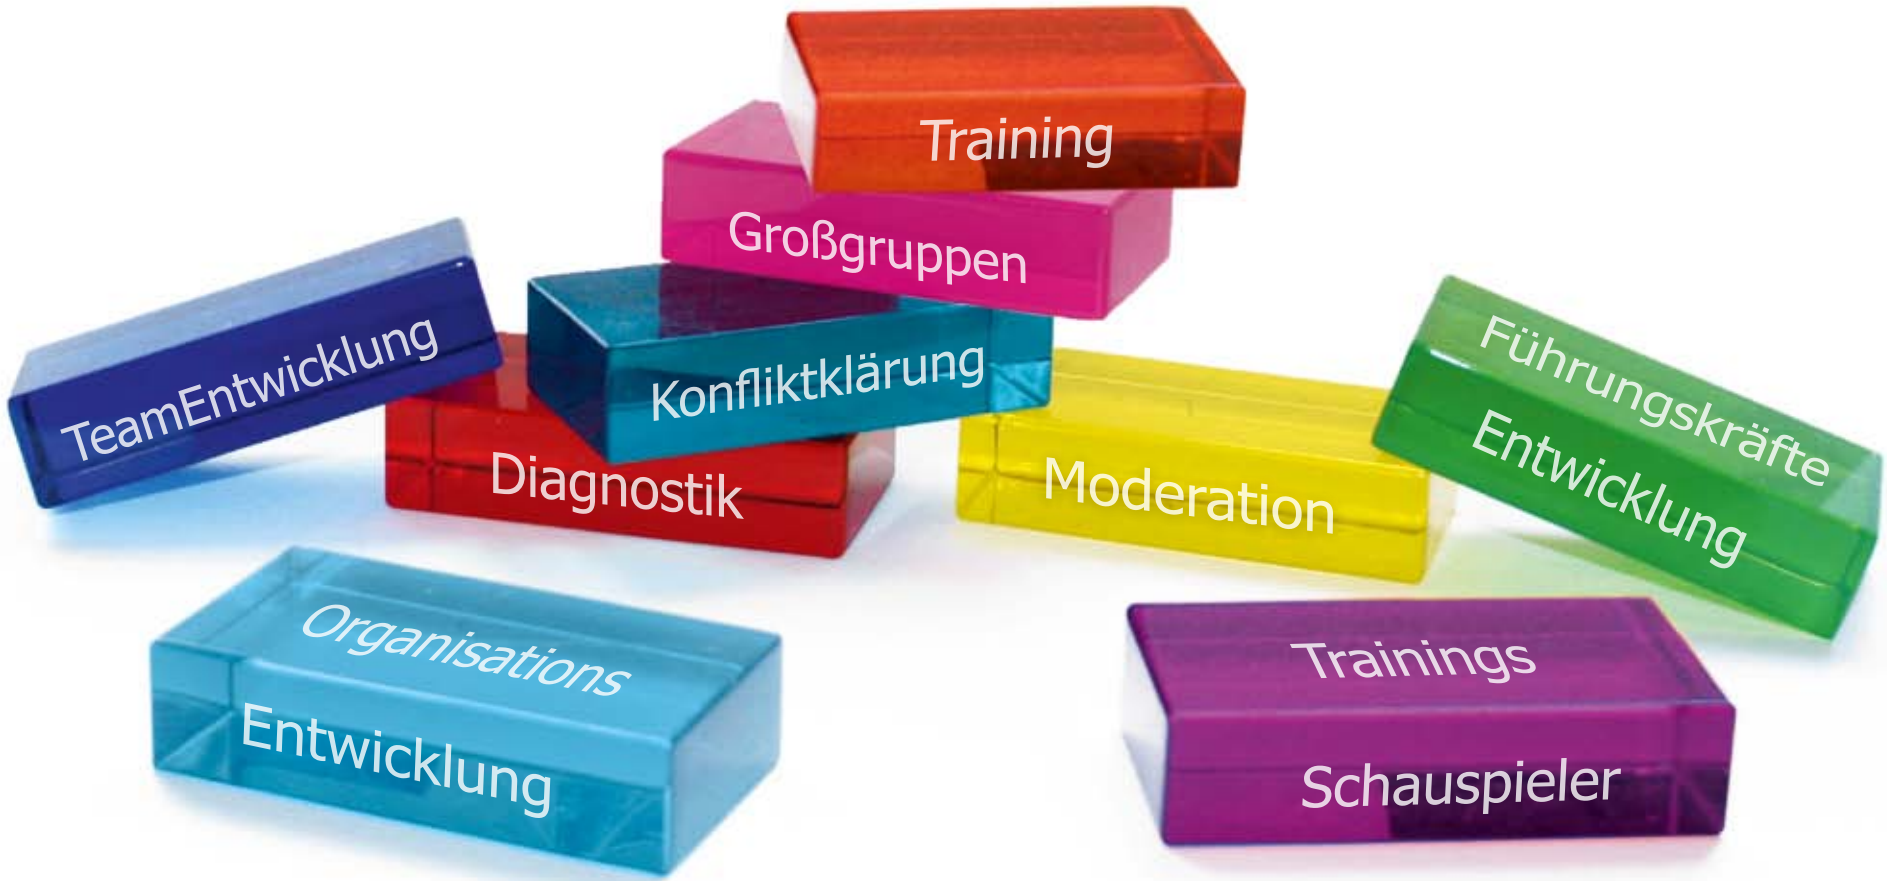 Training
Großgruppen
TeamEntwicklung
Konfliktklärung
Führungskräfte
Entwicklung
Diagnostik
Moderation
Organisations
Entwicklung
Trainings
Schauspieler